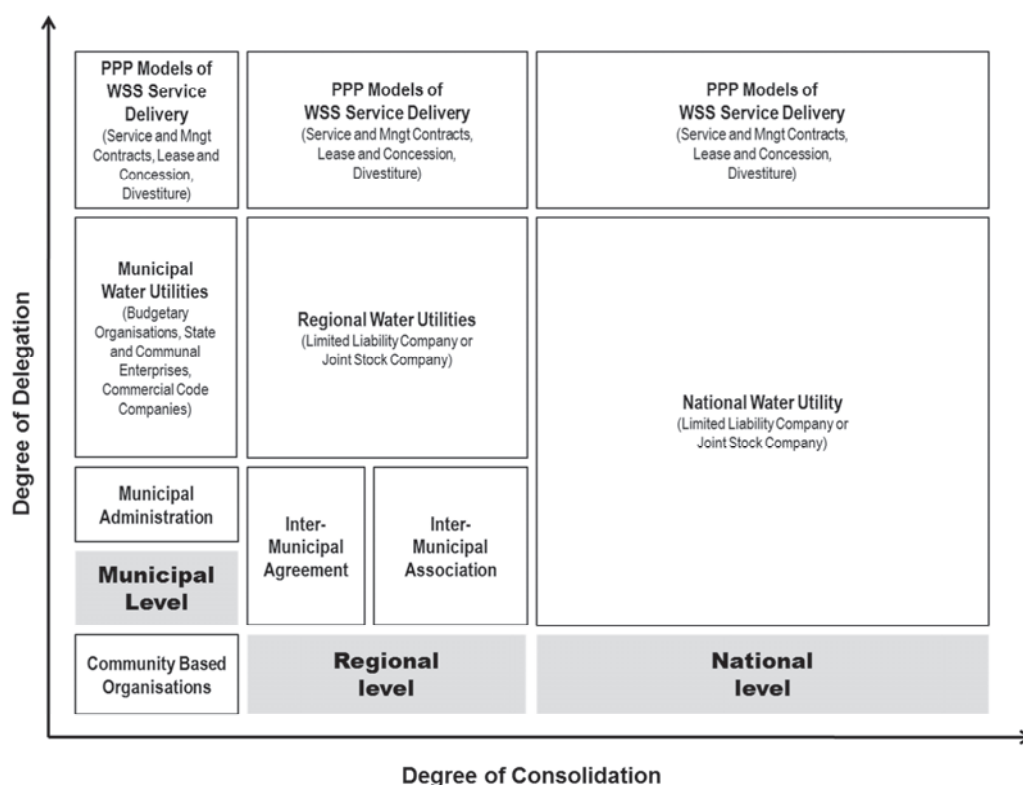 Degree of Delegation
PPP Models of
WSS Service
Delivery
(Service and Mngt
Contracts, Lease and
Concession,
Divestiture)
PPP Models of
WSS Service Delivery
(Service and Mngt Contracts,
Lease and Concession,
Divestiture)
PPP Models of
WSS Service Delivery
(Service and Mngt Contracts,
Lease and Concession,
Divestiture)
Municipal
Water Utilities
(Budgetary
Organisations, State
and Communal
Enterprises,
Commercial Code
Companies)
Regional Water Utilities
(Limited Liability Company or
Joint Stock Company)
National Water Utility
(Limited Liability Company or
Joint Stock Company)
Municipal
Administration
Inter-
Municipal
Agreement
Inter-
Municipal
Association
Municipal
Level
Community Based
Organisations
Regional
level
National
level
Degree of Consolidation